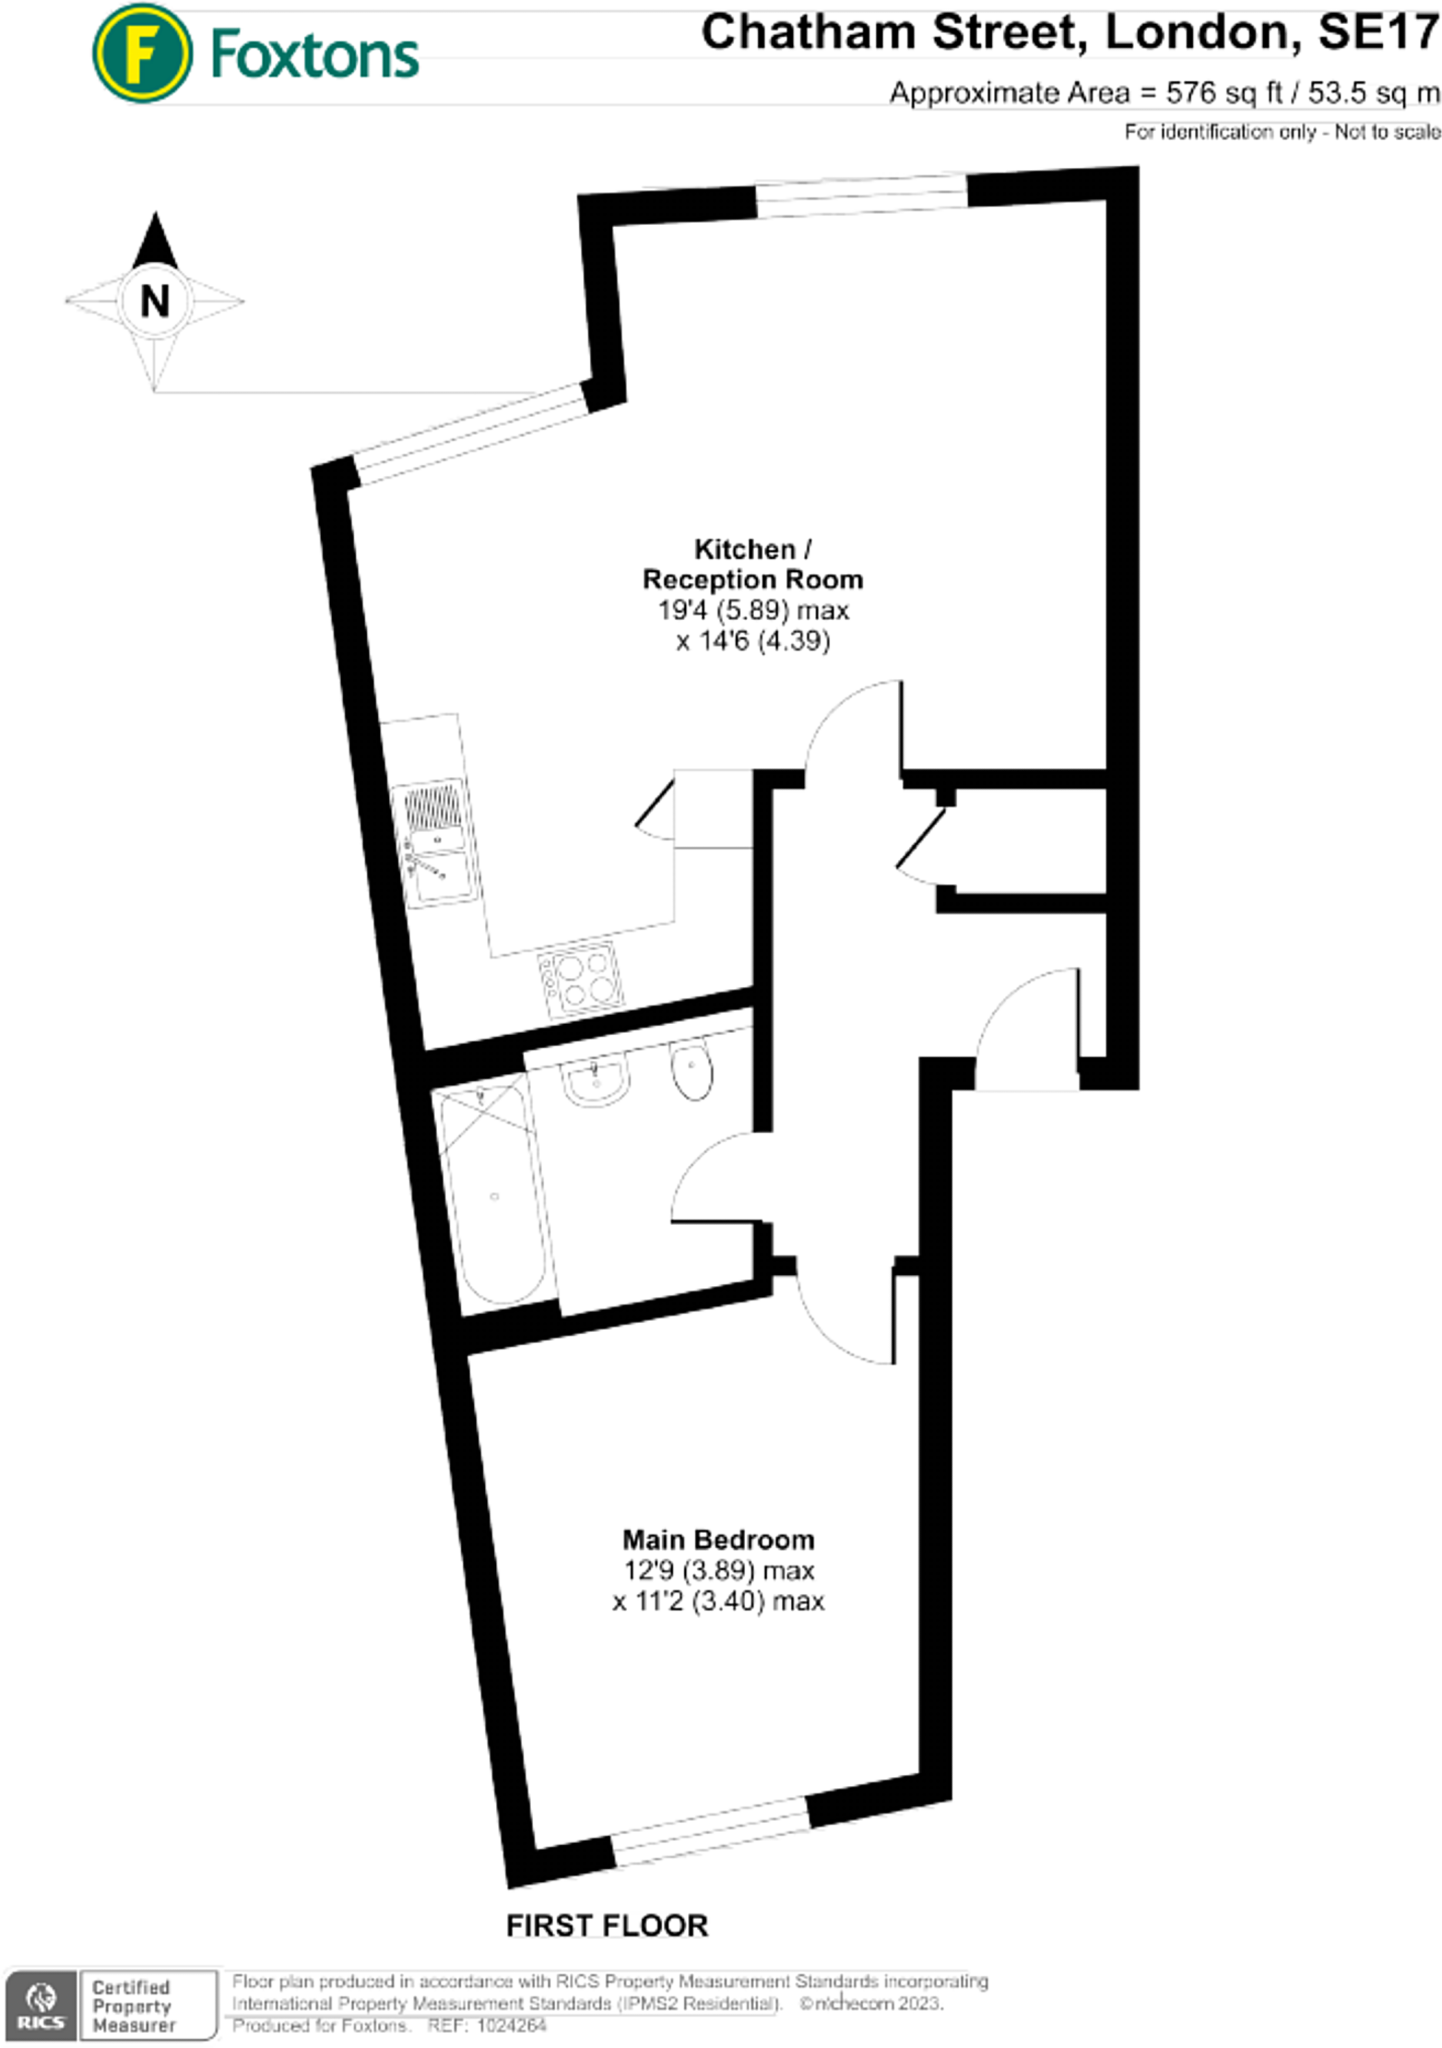 Foxtons
Chatham Street, London, SE17
Approximate Area = 576 sq ft / 53.5 sq m
For identification only - Not to scale
N
Kitchen /
Reception Room
19'4 (5.89) max
x 14'6 (4.39)
Main Bedroom
12'9 (3.89) max
x 11'2 (3.40) max
FIRST FLOOR
RICS
Certified
Property
Measurer
Floor plan produced in accordance with RICS Property Measurement Standards incorporating
International Property Measurement Standards (IPMS2 Residential). © nichecom 2023.
Produced for Foxtons. REF: 1024264